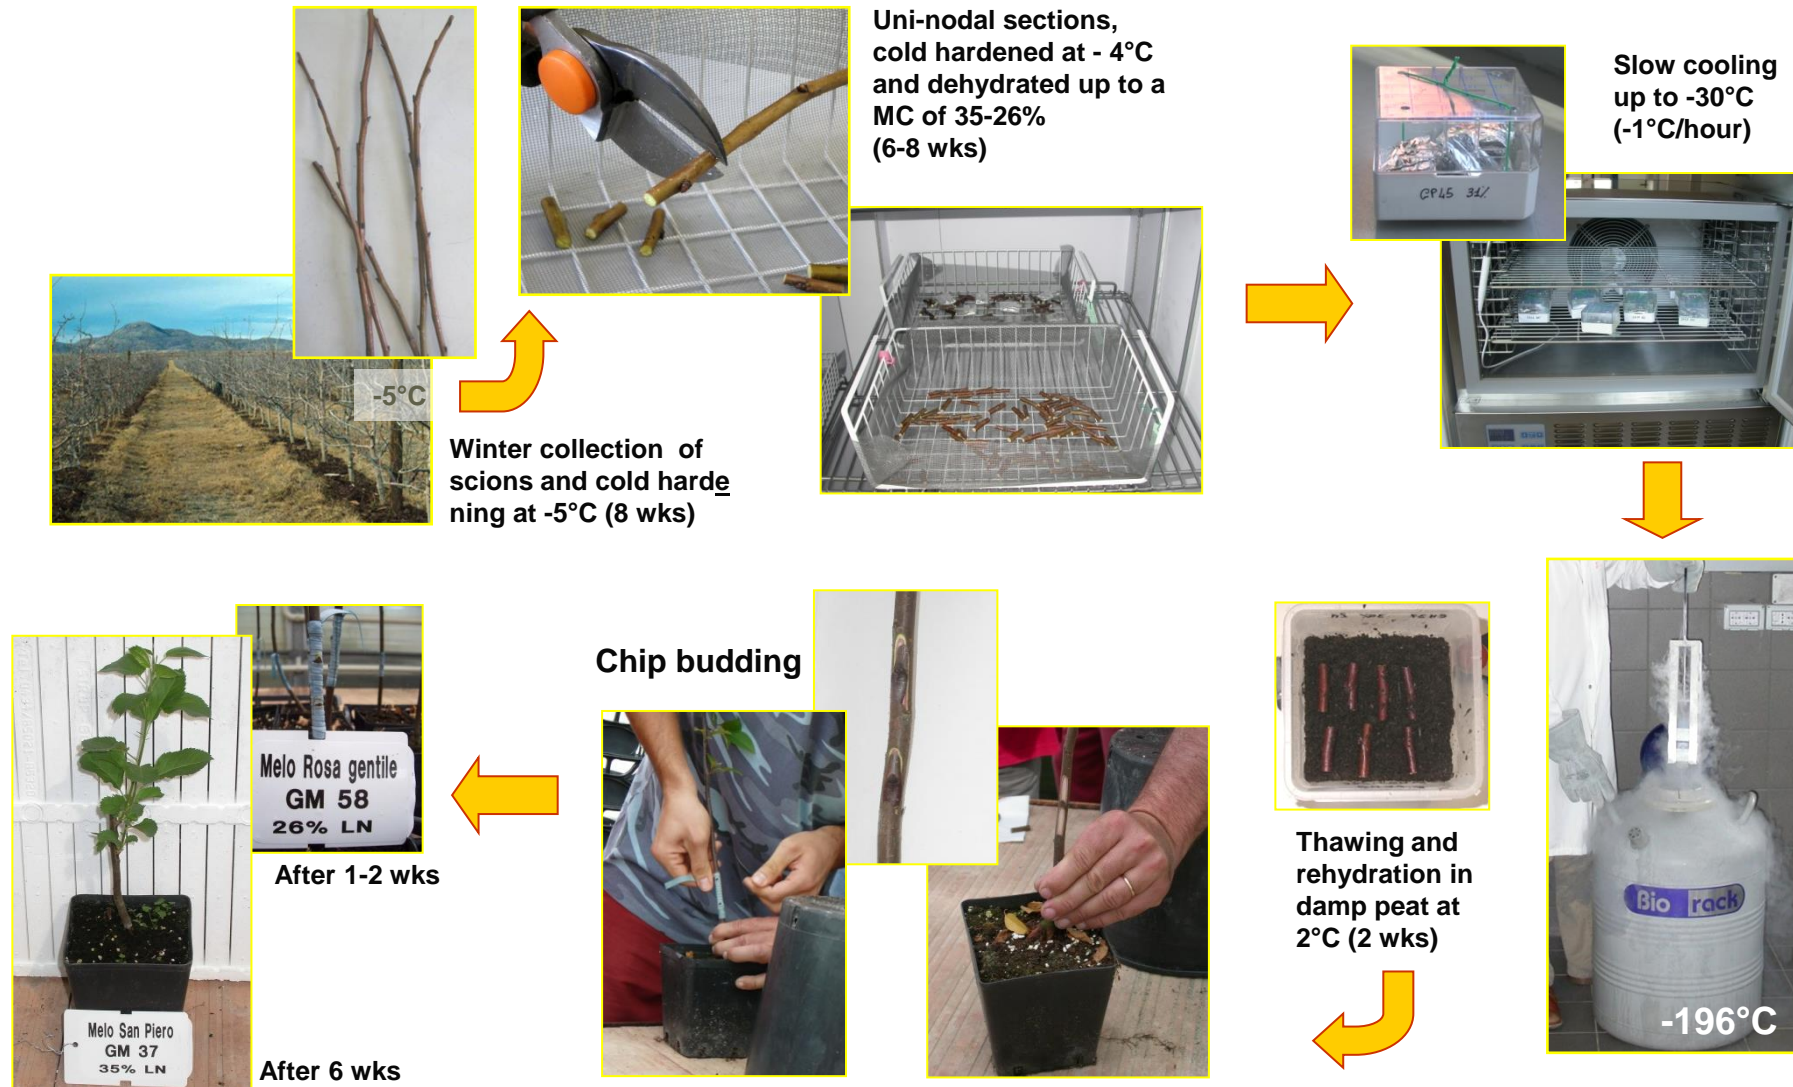 -5°C
Winter collection of
scions and cold harde
ning at -5°C (8 wks)
Uni-nodal sections,
cold hardened at - 4°C
and dehydrated up to a
MC of 35-26%
(6-8 wks)
GP45 31%
Slow cooling
up to -30°C
(-1°C/hour)
Bio rack
-196°C
Thawing and
rehydration in
damp peat at
2°C (2 wks)
Chip budding
Melo Rosa gentile
GM 58
26% LN
After 1-2 wks
Melo San Piero
GM 37
35% LN
After 6 wks